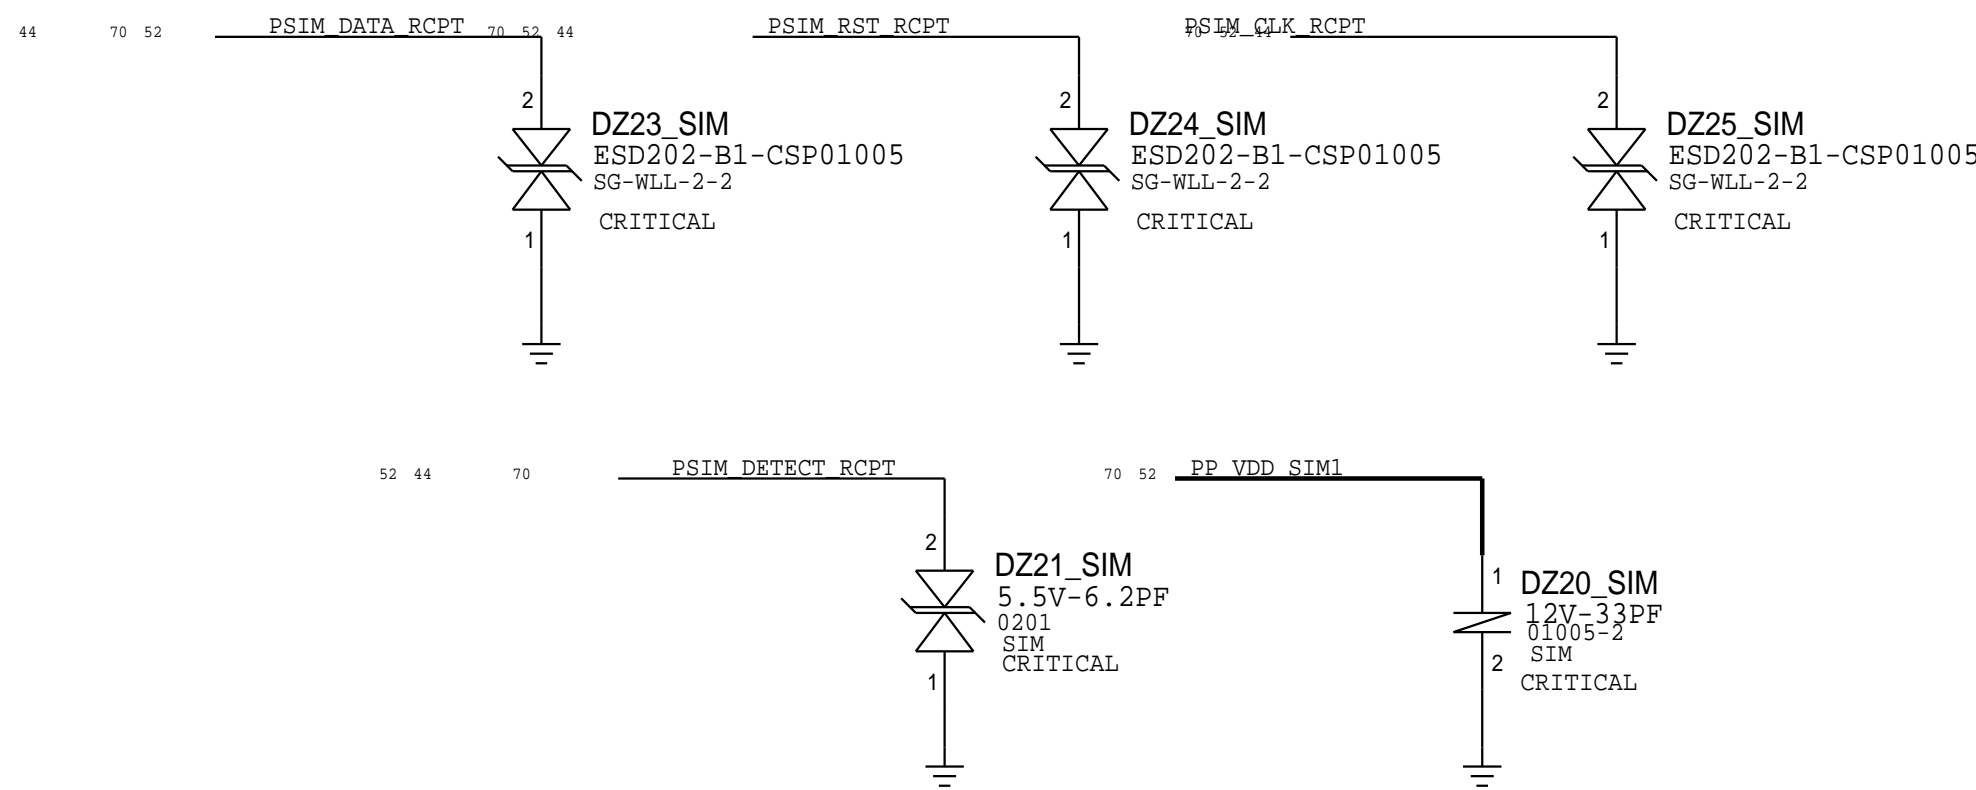 44 70 52 PSIM_DATA_RCPT
70 52 44 PSIM_RST_RCPT
70 52 44 PSIM_CLK_RCPT
2
DZ23_SIM
ESD202-B1-CSP01005
SG-WLL-2-2
CRITICAL
1
2
DZ24_SIM
ESD202-B1-CSP01005
SG-WLL-2-2
CRITICAL
1
2
DZ25_SIM
ESD202-B1-CSP01005
SG-WLL-2-2
CRITICAL
1
52 44 70 PSIM_DETECT_RCPT
70 52 PP_VDD_SIM1
2
DZ21_SIM
5.5V-6.2PF
0201
SIM
CRITICAL
1
1
DZ20_SIM
12V-33PF
01005-2
SIM
2
CRITICAL